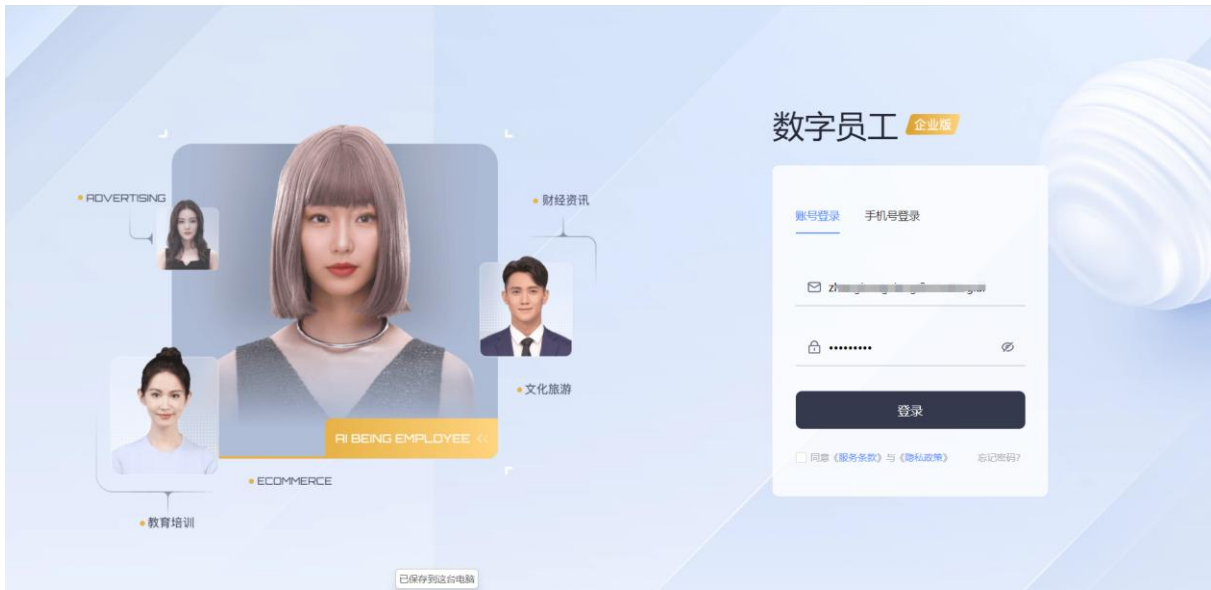 数字员工 企业版
ADVERTISING
财经资讯
账号登录 手机号登录
文化旅游
登录
AI BEING EMPLOYEE
同意《服务条款》与《隐私政策》 忘记密码?
ECOMMERCE
教育培训
已保存到这台电脑